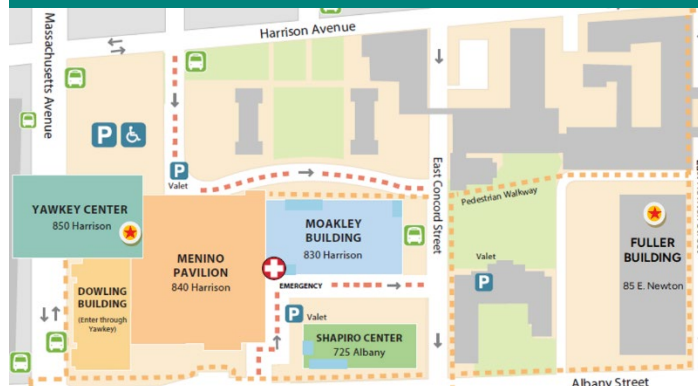 Harrison Avenue
Massachusetts Avenue
P
P
Valet
East Concord Street
Pedestrian Walkway
YAWKEY CENTER
850 Harrison
MOAKLEY
BUILDING
830 Harrison
MENINO
PAVILION
840 Harrison
FULLER
BUILDING
85 E. Newton
Valet
P
DOWLING
BUILDING
(Enter through
Yawkey)
EMERGENCY
P
Valet
SHAPIRO CENTER
725 Albany
Albany Street